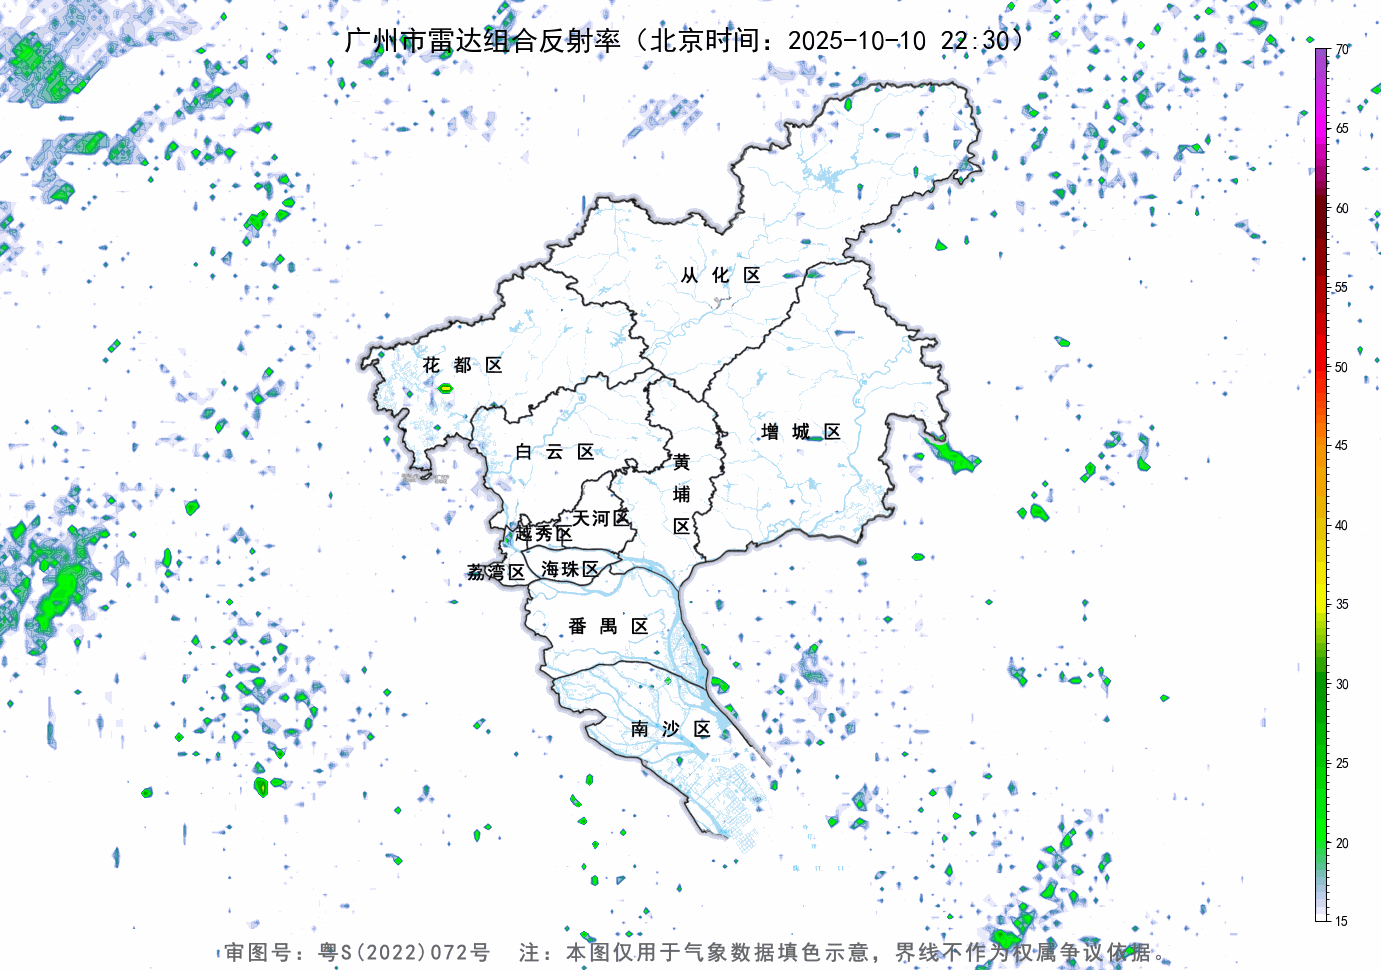 广州市雷达组合反射率（北京时间：2025-10-10 22:30）
70
65
60
55
50
45
40
35
30
25
20
15
从化区
花都区
增城区
白云区
黄埔区
天河区
越秀区
荔湾区
海珠区
番禺区
南沙区
审图号：粤S(2022)072号 注：本图仅用于气象数据填色示意，界线不作为权属争议依据。